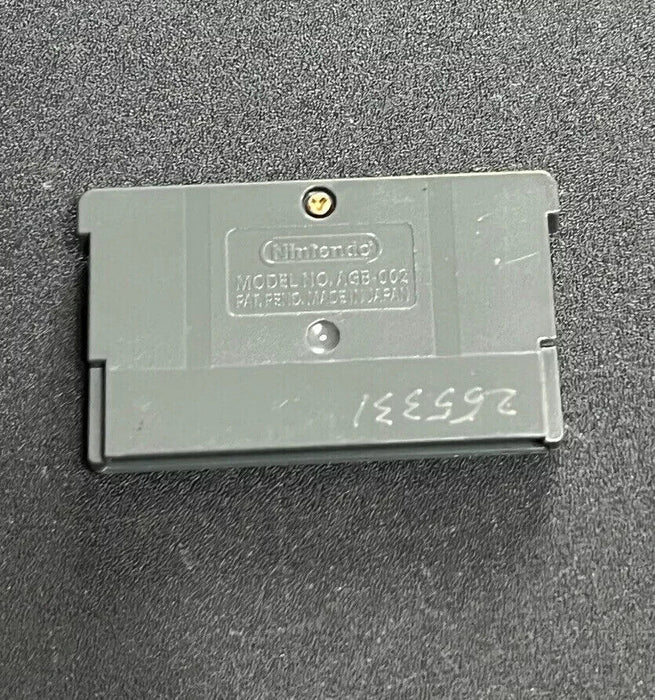 Nintendo
MODEL NO. AGB-002
PAT. PEND. MADE IN JAPAN
265331